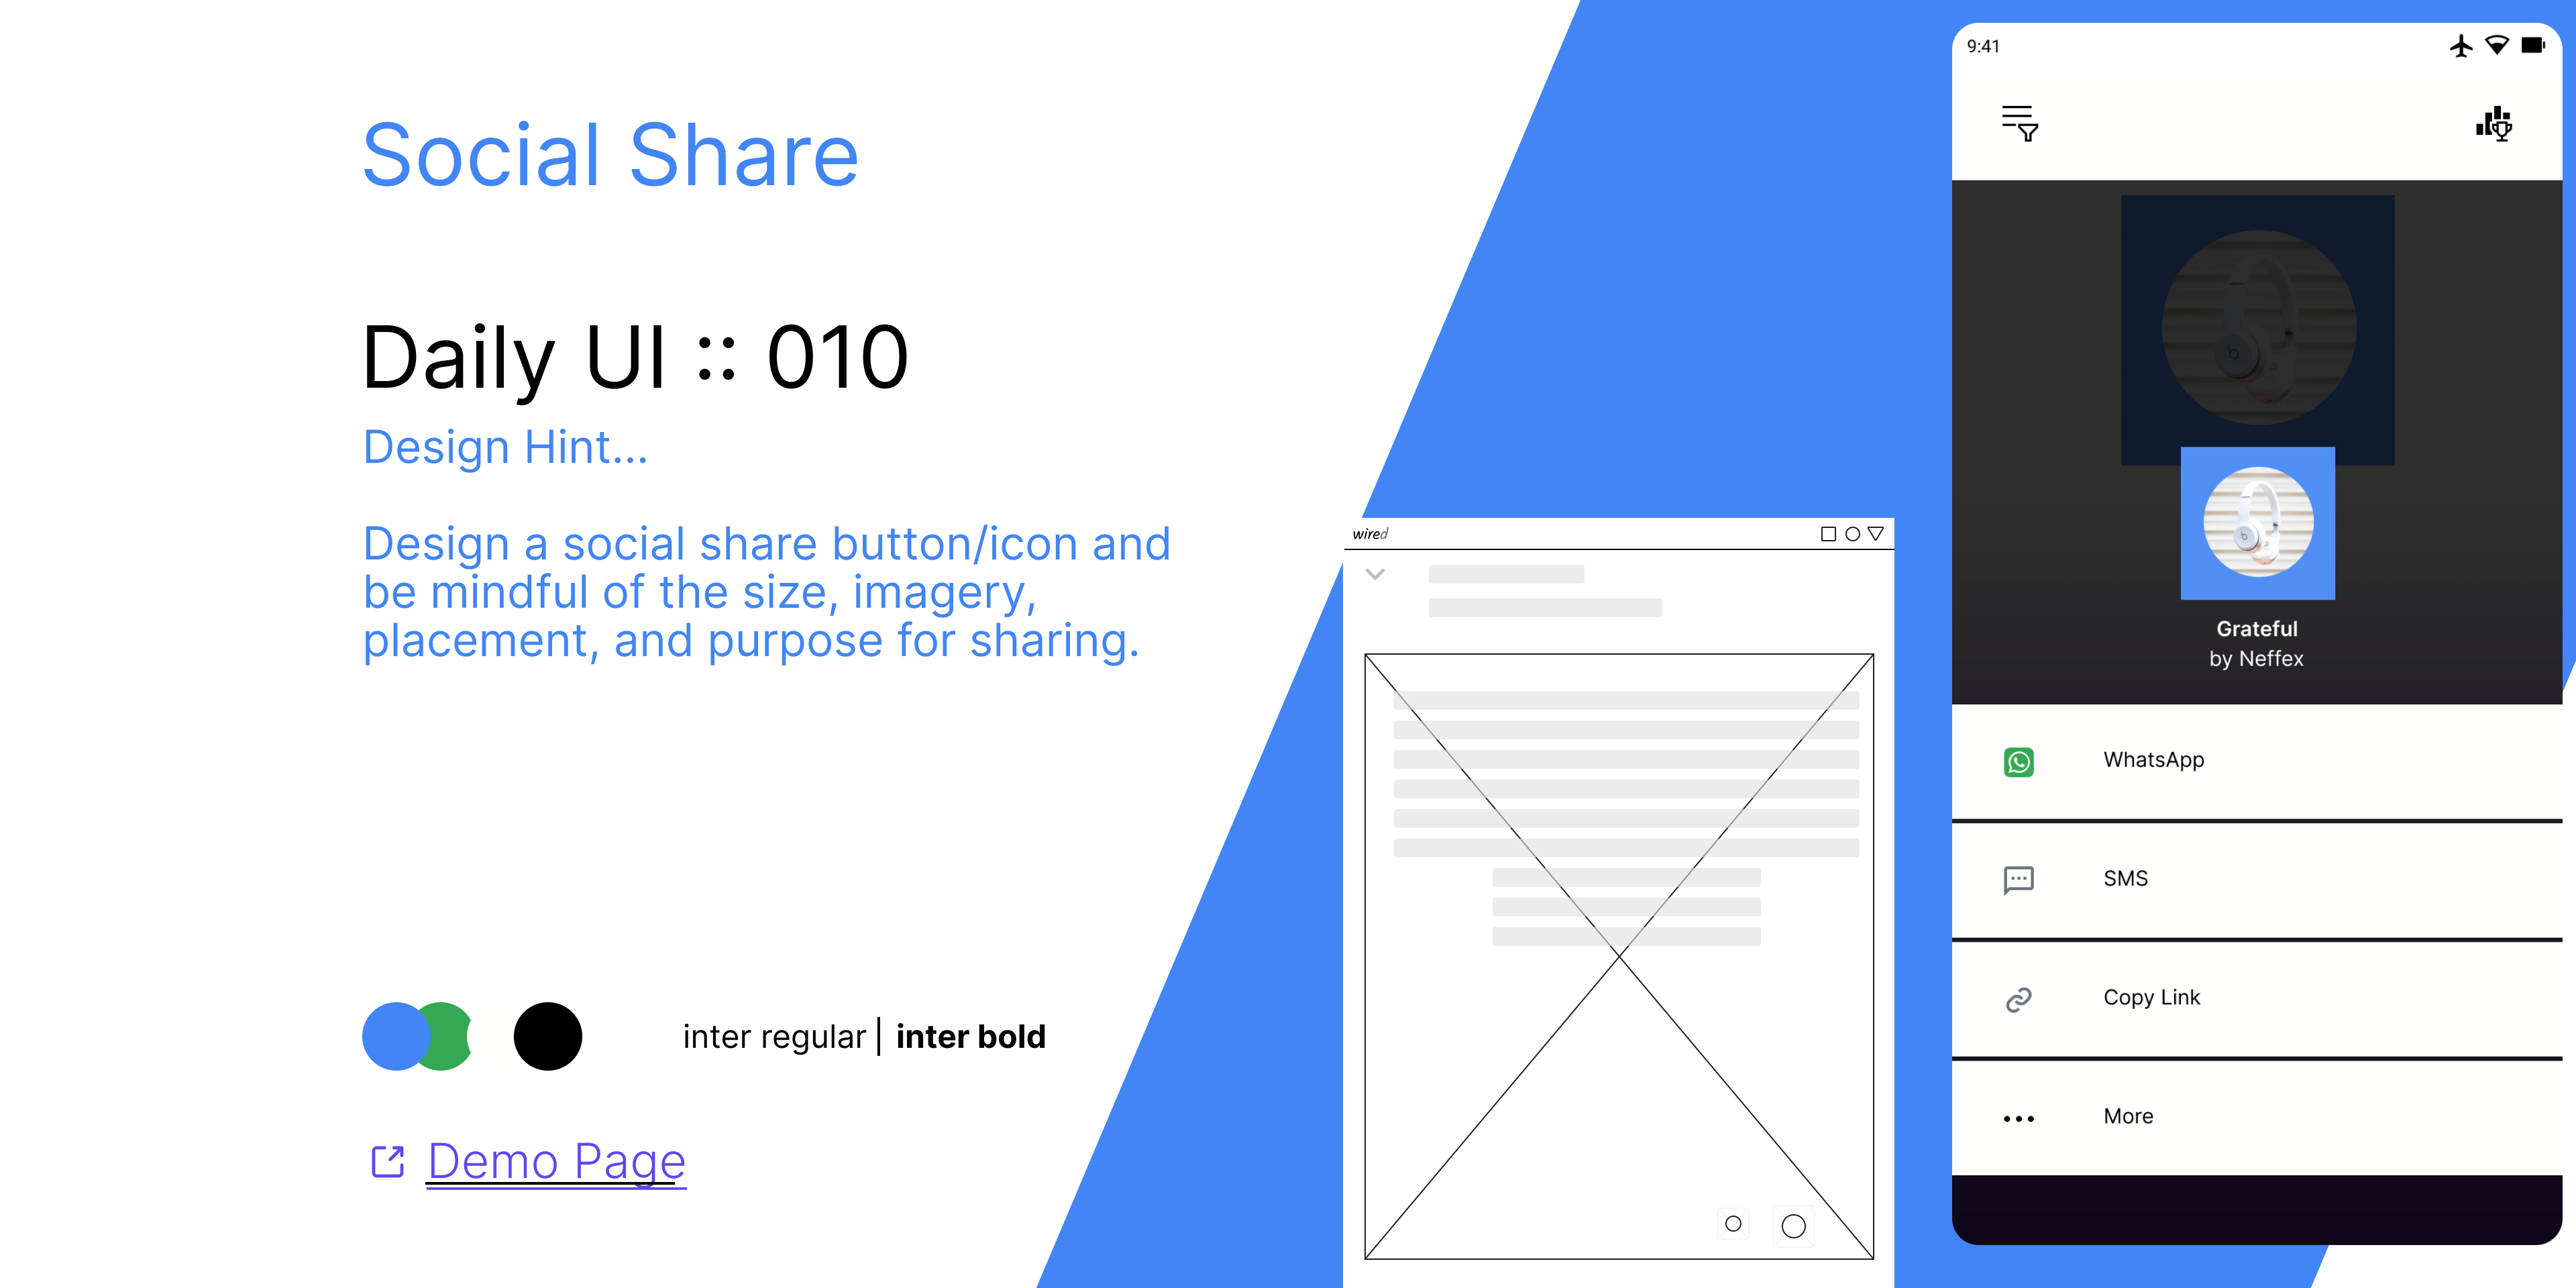 Social Share
Daily UI :: 010
Design Hint...
Design a social share button/icon and
be mindful of the size, imagery,
placement, and purpose for sharing.
inter regular | inter bold
Demo Page
wired
9:41
Grateful
by Neffex
WhatsApp
SMS
Copy Link
More